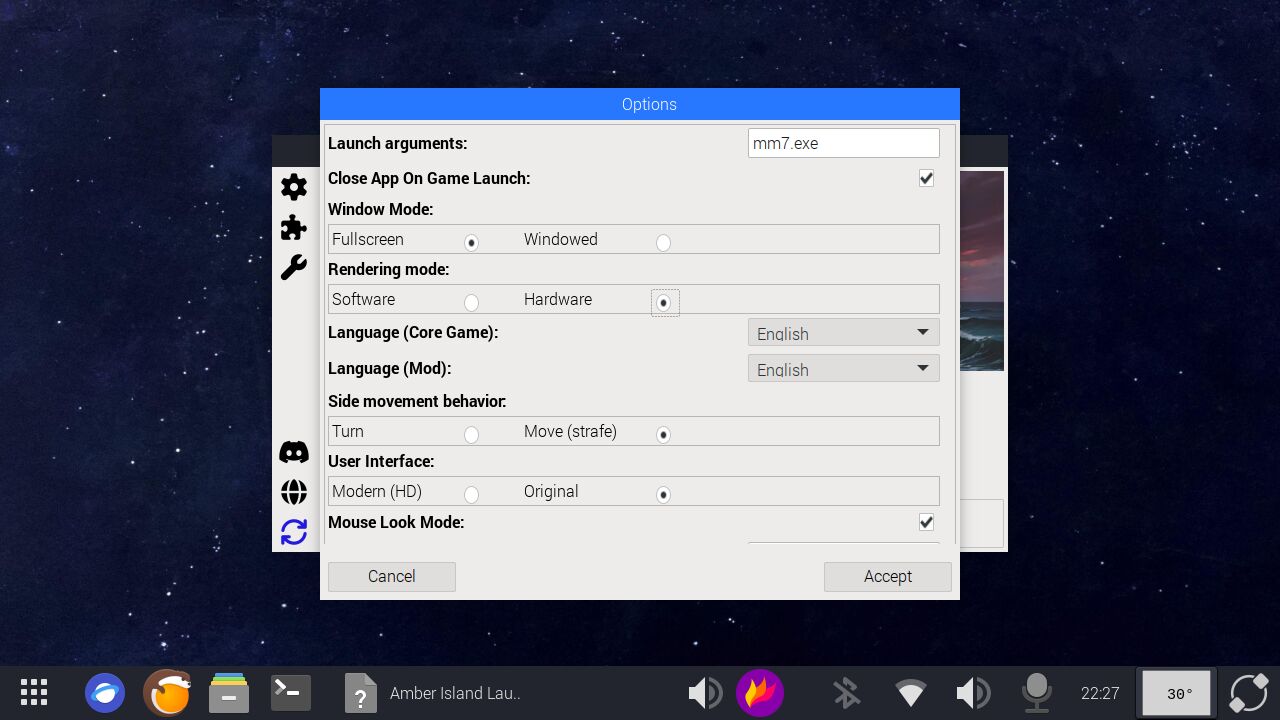 Options
Launch arguments: mm7.exe
Close App On Game Launch:
Window Mode:
Fullscreen Windowed
Rendering mode:
Software Hardware
Language (Core Game): English
Language (Mod): English
Side movement behavior:
Turn Move (strafe)
User Interface:
Modern (HD) Original
Mouse Look Mode:
Cancel Accept
Amber Island Lau.. 22:27 30°